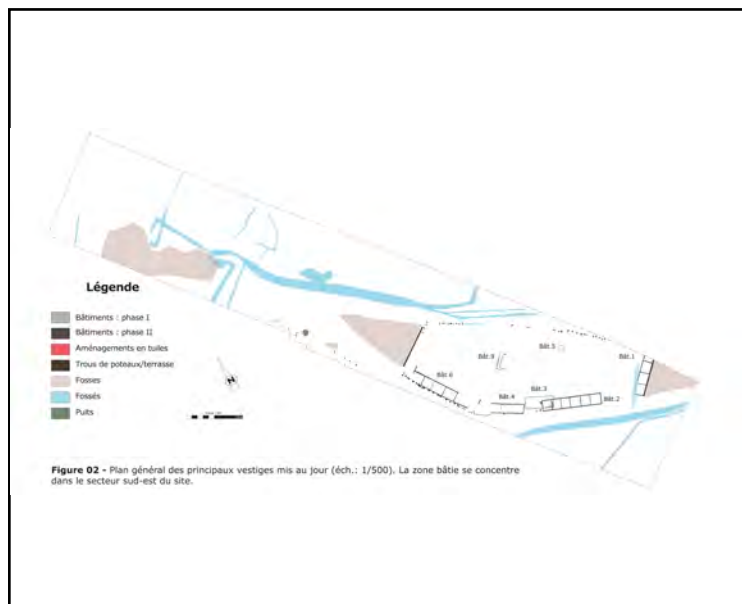 Légende
Bâtiments : phase I
Bâtiments : phase II
Aménagements en tuiles
Trous de poteaux/terrasse
Fosses
Fossés
Puits
N
Bât.6
Bât.9
Bât.5
Bât.1
Bât.4
Bât.3
Bât.2
Figure 02 - Plan général des principaux vestiges mis au jour (éch.: 1/500). La zone bâtie se concentre
dans le secteur sud-est du site.